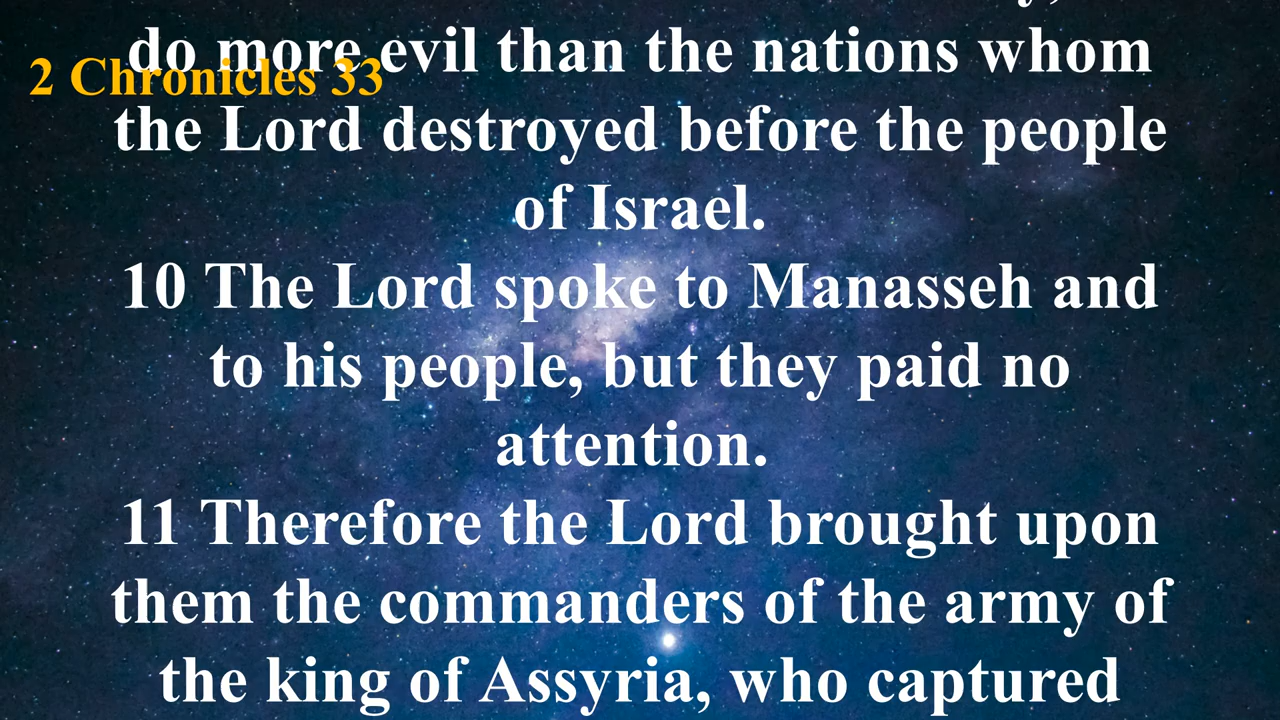 do more evil than the nations whom
2 Chronicles 33
the Lord destroyed before the people
of Israel.
10 The Lord spoke to Manasseh and
to his people, but they paid no
attention.
11 Therefore the Lord brought upon
them the commanders of the army of
the king of Assyria, who captured